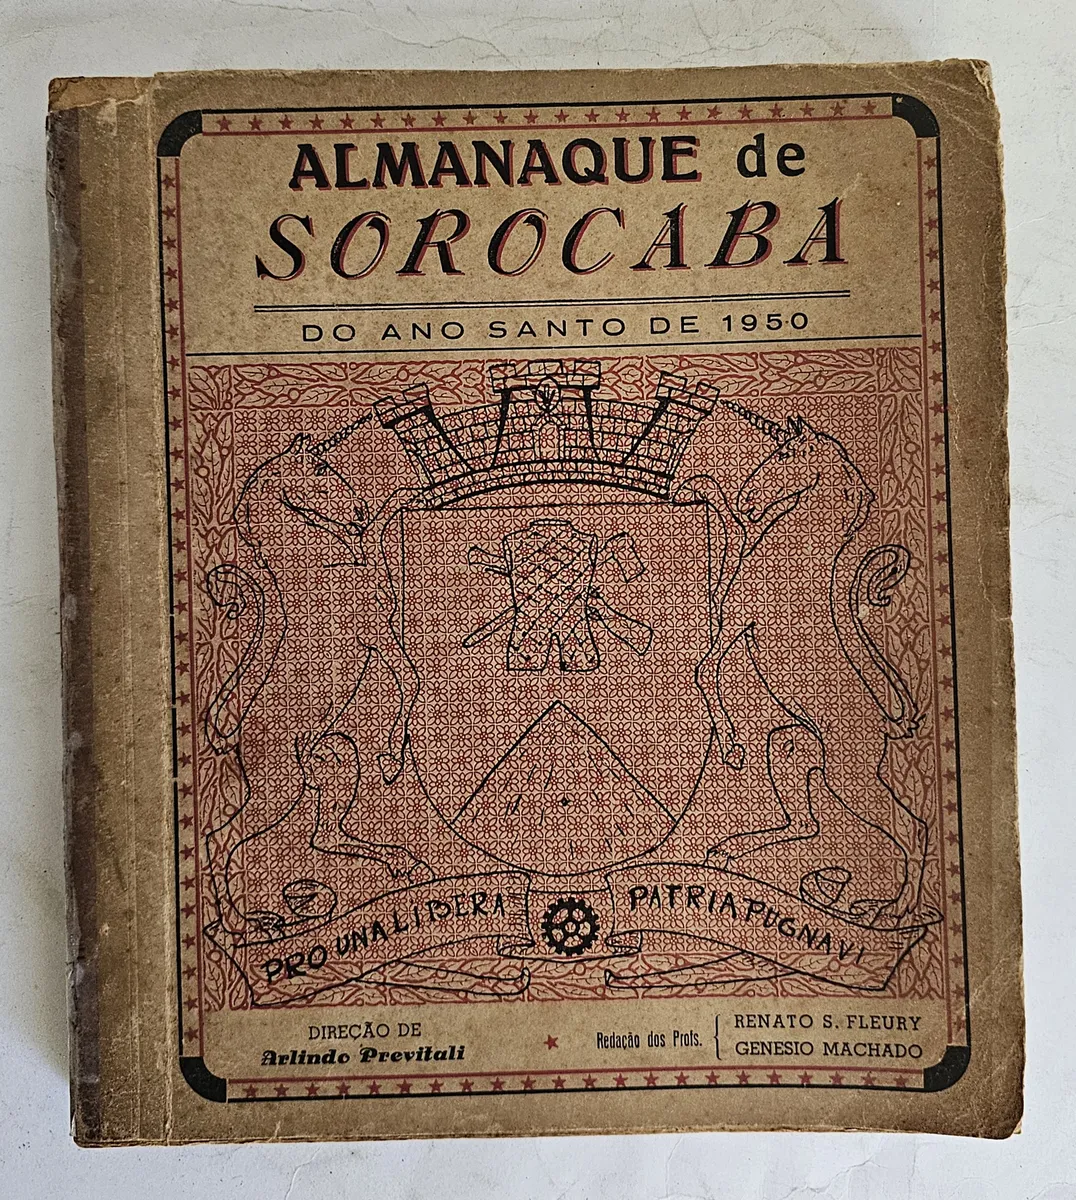 ALMANAQUE de
SOROCABA
DO ANO SANTO DE 1950
PRO UNA LIBERA PATRIA PUGNAVI
DIREÇÃO DE
Arlindo Previtali
Redação dos Profs.
RENATO S. FLEURY
GENESIO MACHADO